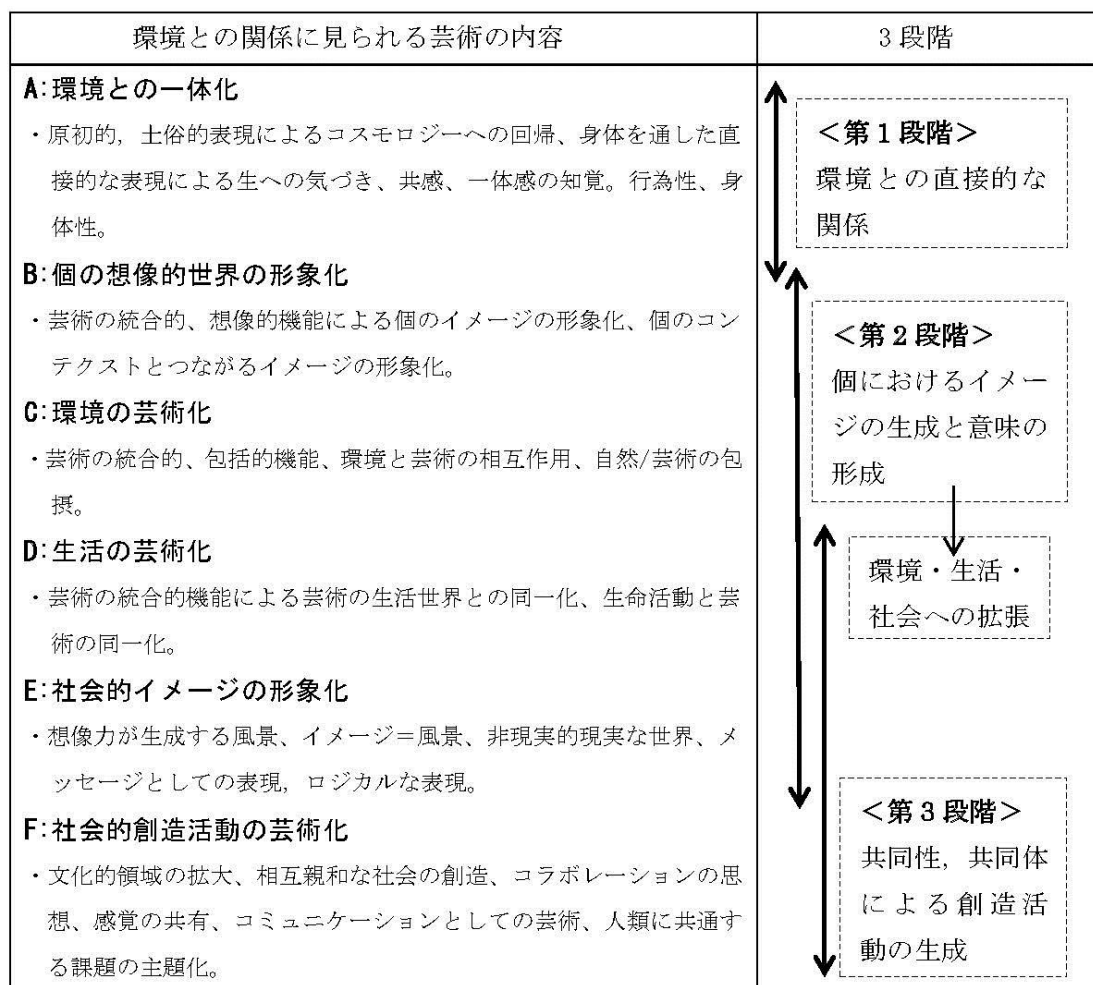 環境との関係に見られる芸術の内容
3段階
A:環境との一体化
・原初的，土俗的表現によるコスモロジーへの回帰、身体を通した直
接的な表現による生への気づき、共感、一体感の知覚。行為性、身
体性。
B:個の想像的世界の形象化
・芸術の統合的、想像的機能による個のイメージの形象化、個のコン
テクストとつながるイメージの形象化。
C:環境の芸術化
・芸術の統合的、包括的機能、環境と芸術の相互作用、自然/芸術の包
摂。
D:生活の芸術化
・芸術の統合的機能による芸術の生活世界との同一化、生命活動と芸
術の同一化。
E:社会的イメージの形象化
・想像力が生成する風景、イメージ＝風景、非現実的現実な世界、メ
ッセージとしての表現，ロジカルな表現。
F:社会的創造活動の芸術化
・文化的領域の拡大、相互親和な社会の創造、コラボレーションの思
想、感覚の共有、コミュニケーションとしての芸術、人類に共通す
る課題の主題化。
＜第1段階＞
環境との直接的な
関係
＜第2段階＞
個におけるイメー
ジの生成と意味の
形成
環境・生活・
社会への拡張
＜第3段階＞
共同性，共同体
による創造活
動の生成